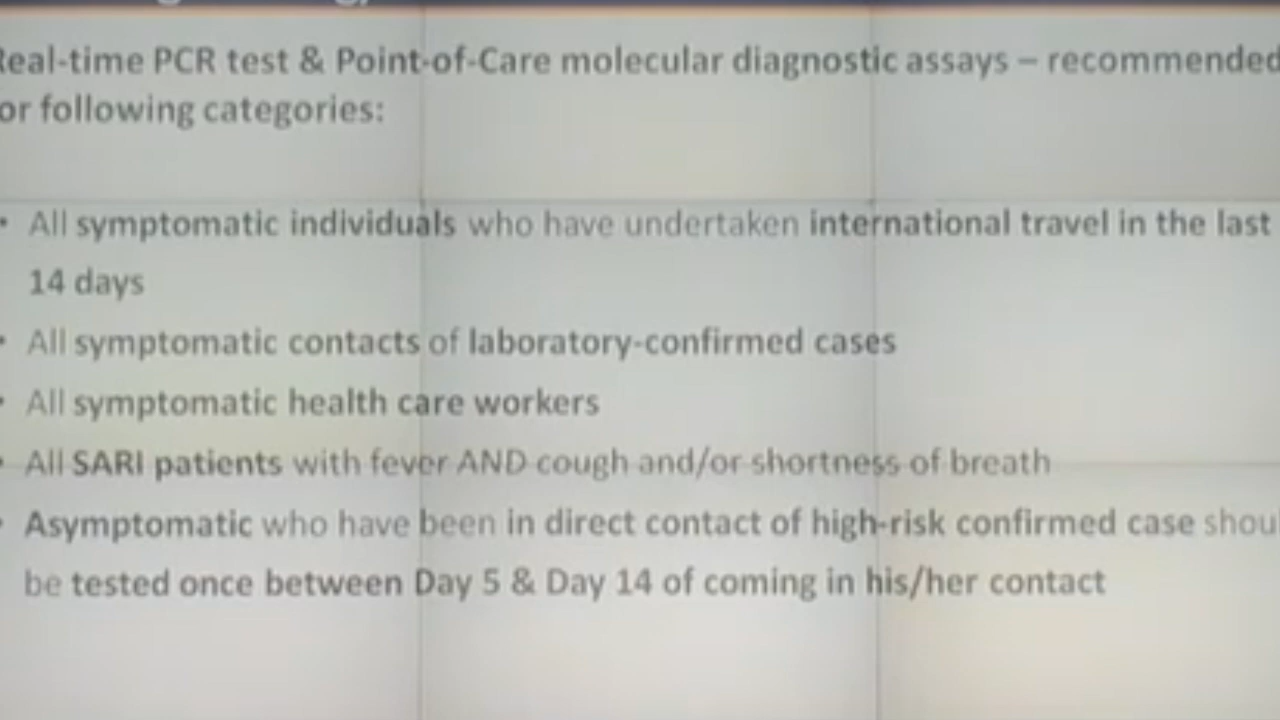 Real-time PCR test & Point-of-Care molecular diagnostic assays – recommended
or following categories:
• All symptomatic individuals who have undertaken international travel in the last
14 days
• All symptomatic contacts of laboratory-confirmed cases
• All symptomatic health care workers
• All SARI patients with fever AND cough and/or shortness of breath
• Asymptomatic who have been in direct contact of high-risk confirmed case shou
be tested once between Day 5 & Day 14 of coming in his/her contact